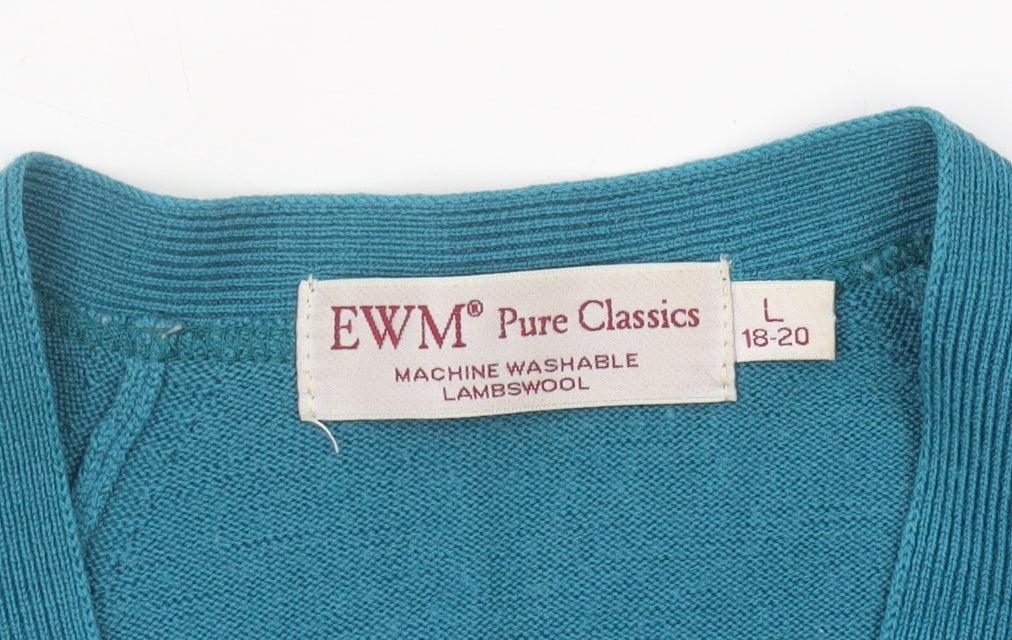 EWM® Pure Classics
MACHINE WASHABLE
LAMBSWOOL
L
18-20